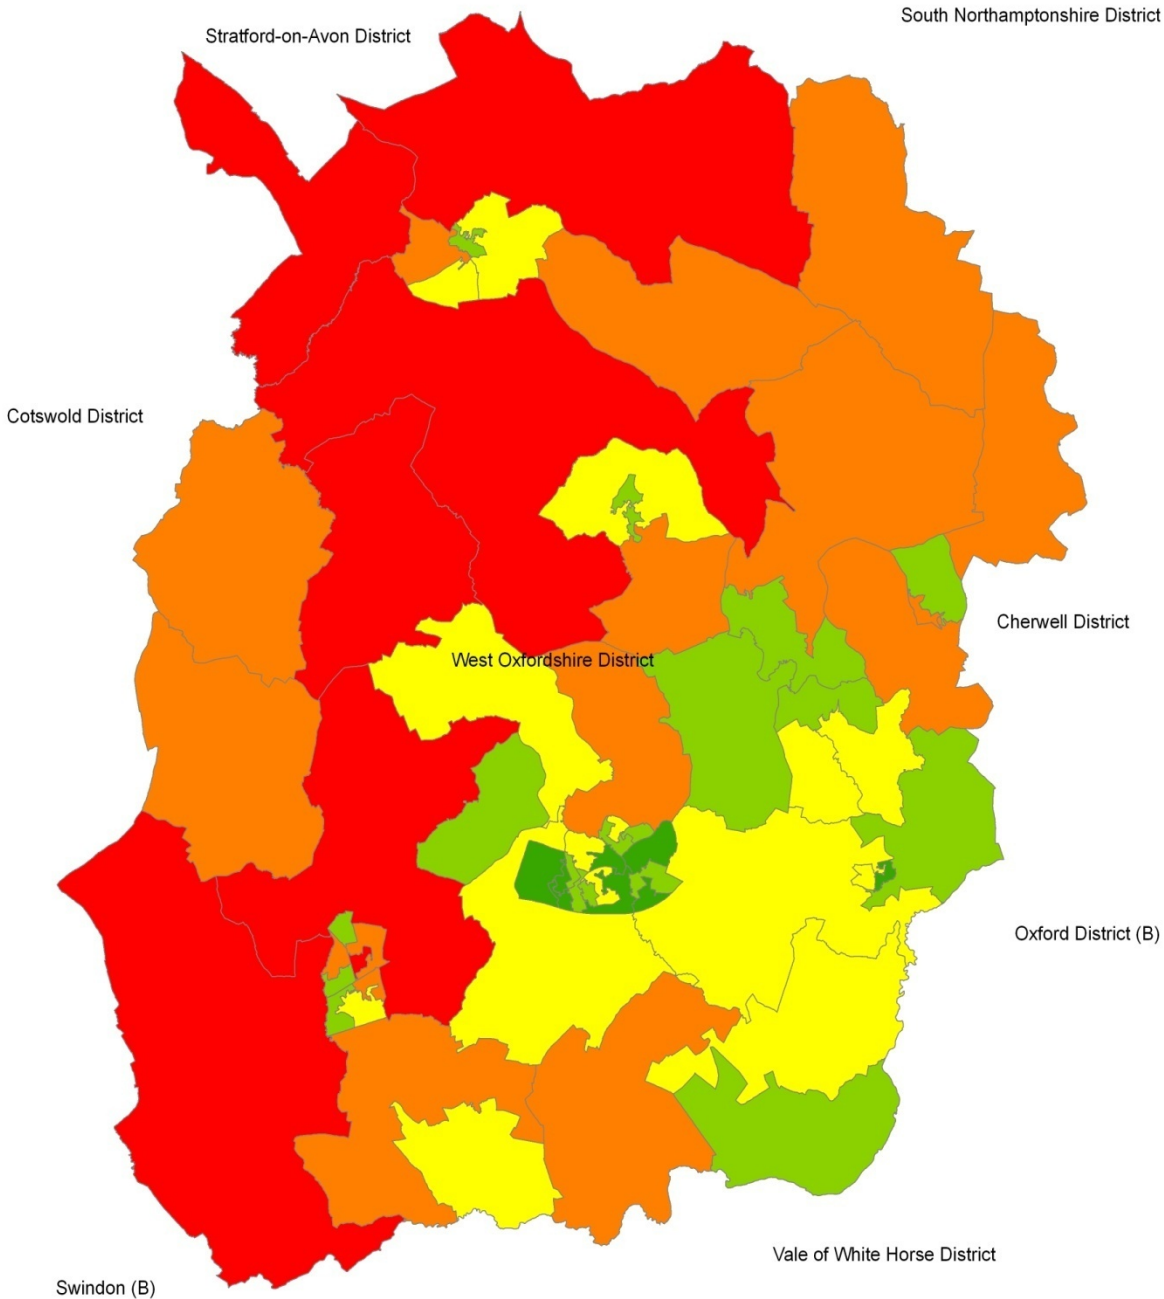 South Northamptonshire District
Stratford-on-Avon District
Cotswold District
Cherwell District
West Oxfordshire District
Oxford District (B)
Vale of White Horse District
Swindon (B)